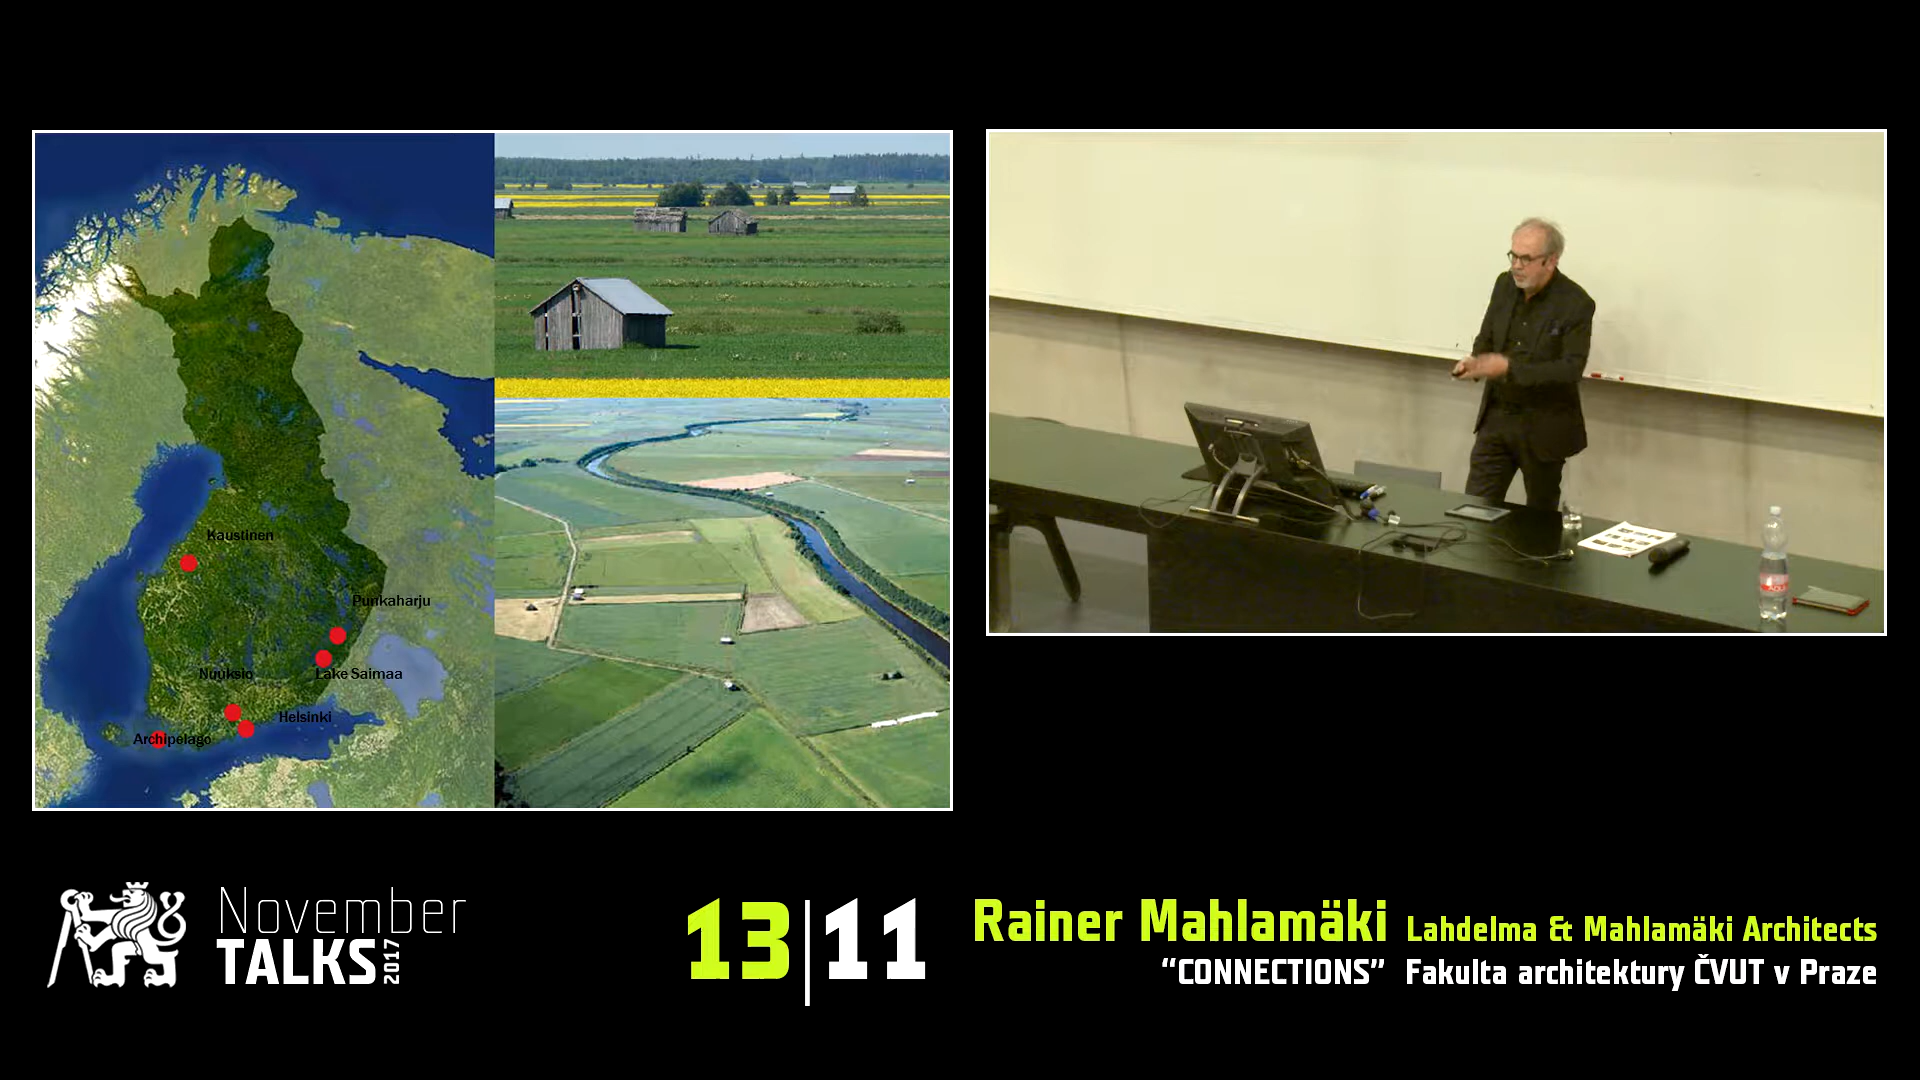 Kaustinen
Punkaharju
Nuuksio
Lake Saimaa
Helsinki
Archipelago
November
TALKS 2017
13|11
Rainer Mahlamäki Lahdelma & Mahlamäki Architects
“CONNECTIONS” Fakulta architektury ČVUT v Praze